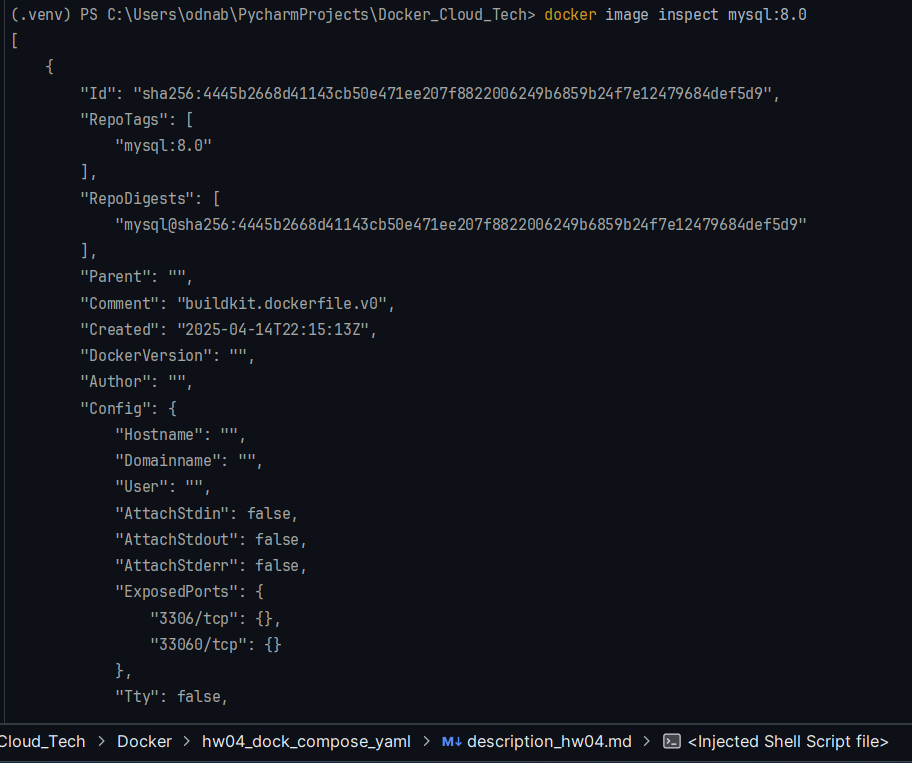 (.venv) PS C:\Users\odnab\PycharmProjects\Docker_Cloud_Tech> docker image inspect mysql:8.0
[
    {
        "Id": "sha256:4445b2668d41143cb50e471ee207f8822006249b6859b24f7e12479684def5d9",
        "RepoTags": [
            "mysql:8.0"
        ],
        "RepoDigests": [
            "mysql@sha256:4445b2668d41143cb50e471ee207f8822006249b6859b24f7e12479684def5d9"
        ],
        "Parent": "",
        "Comment": "buildkit.dockerfile.v0",
        "Created": "2025-04-14T22:15:13Z",
        "DockerVersion": "",
        "Author": "",
        "Config": {
            "Hostname": "",
            "Domainname": "",
            "User": "",
            "AttachStdin": false,
            "AttachStdout": false,
            "AttachStderr": false,
            "ExposedPorts": {
                "3306/tcp": {},
                "33060/tcp": {}
            },
            "Tty": false,
Cloud_Tech > Docker > hw04_dock_compose_yaml > M↓ description_hw04.md > <Injected Shell Script file>